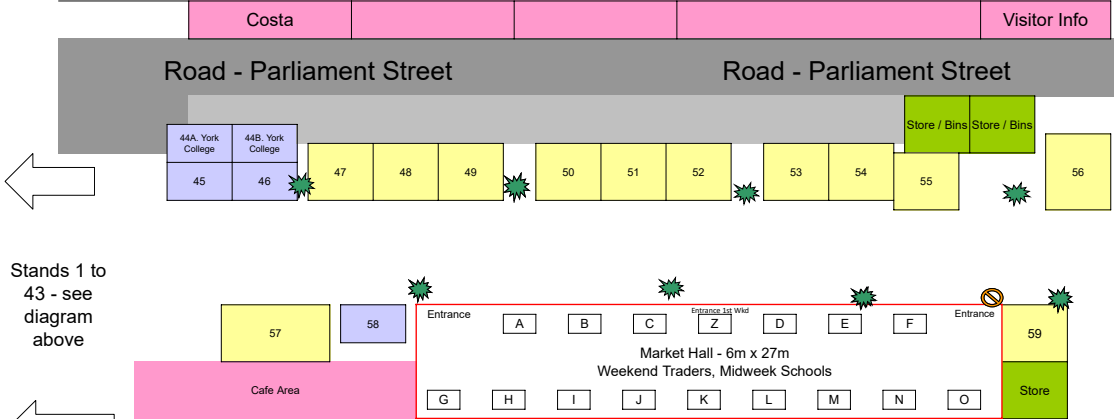 Costa
Visitor Info
Road - Parliament Street
Road - Parliament Street
Store / Bins
Store / Bins
44A. York
College
44B. York
College
45
46
47
48
49
50
51
52
53
54
55
56
Stands 1 to
43 - see
diagram
above
57
58
Entrance
A
B
C
Entrance 1st Wkd
Z
D
E
F
Entrance
59
Market Hall - 6m x 27m
Weekend Traders, Midweek Schools
Cafe Area
G
H
I
J
K
L
M
N
O
Store